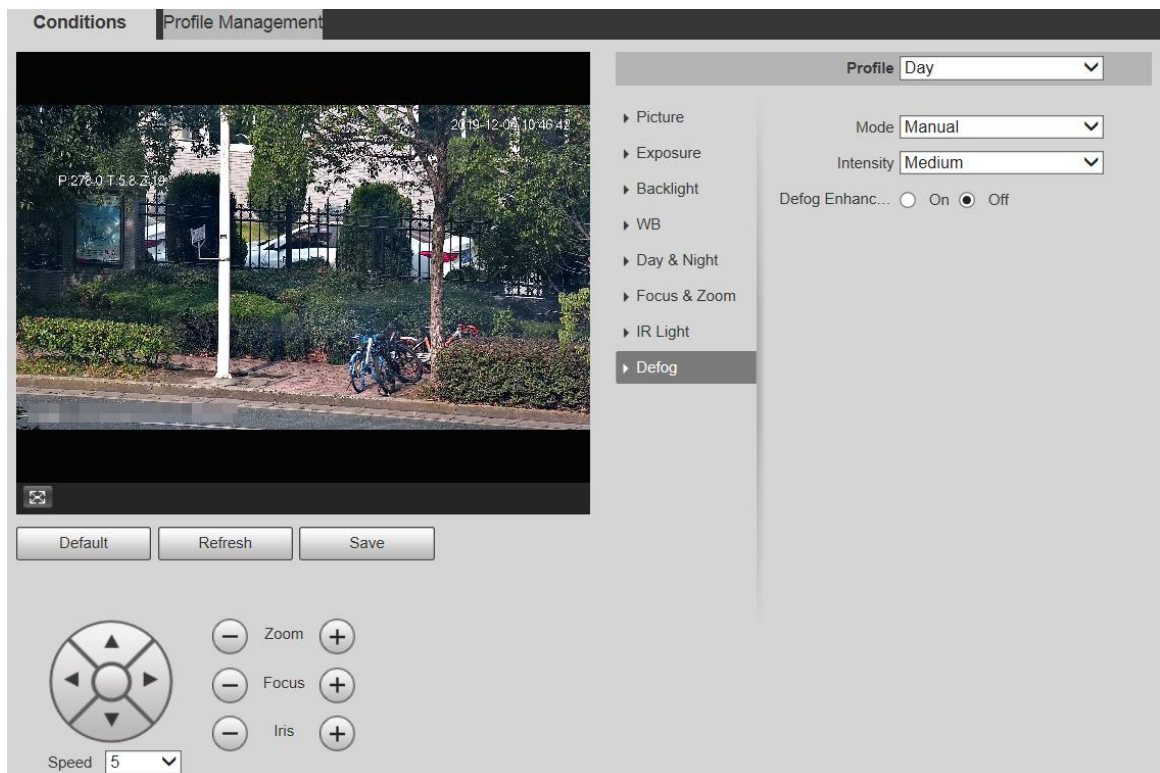 Conditions
Profile Management
Profile Day
2019-12-04 10:46:42
P:278.0 T:5.8 Z:19
Picture
Exposure
Backlight
WB
Day & Night
Focus & Zoom
IR Light
Defog
Mode Manual
Intensity Medium
Defog Enhanc... On Off
Default Refresh Save
Zoom
Focus
Iris
Speed 5